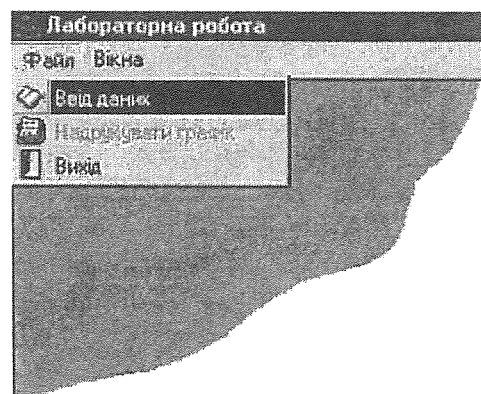 Лабораторна робота
Файл Вікна
Ввід даних
Надрукувати графік
Вихід